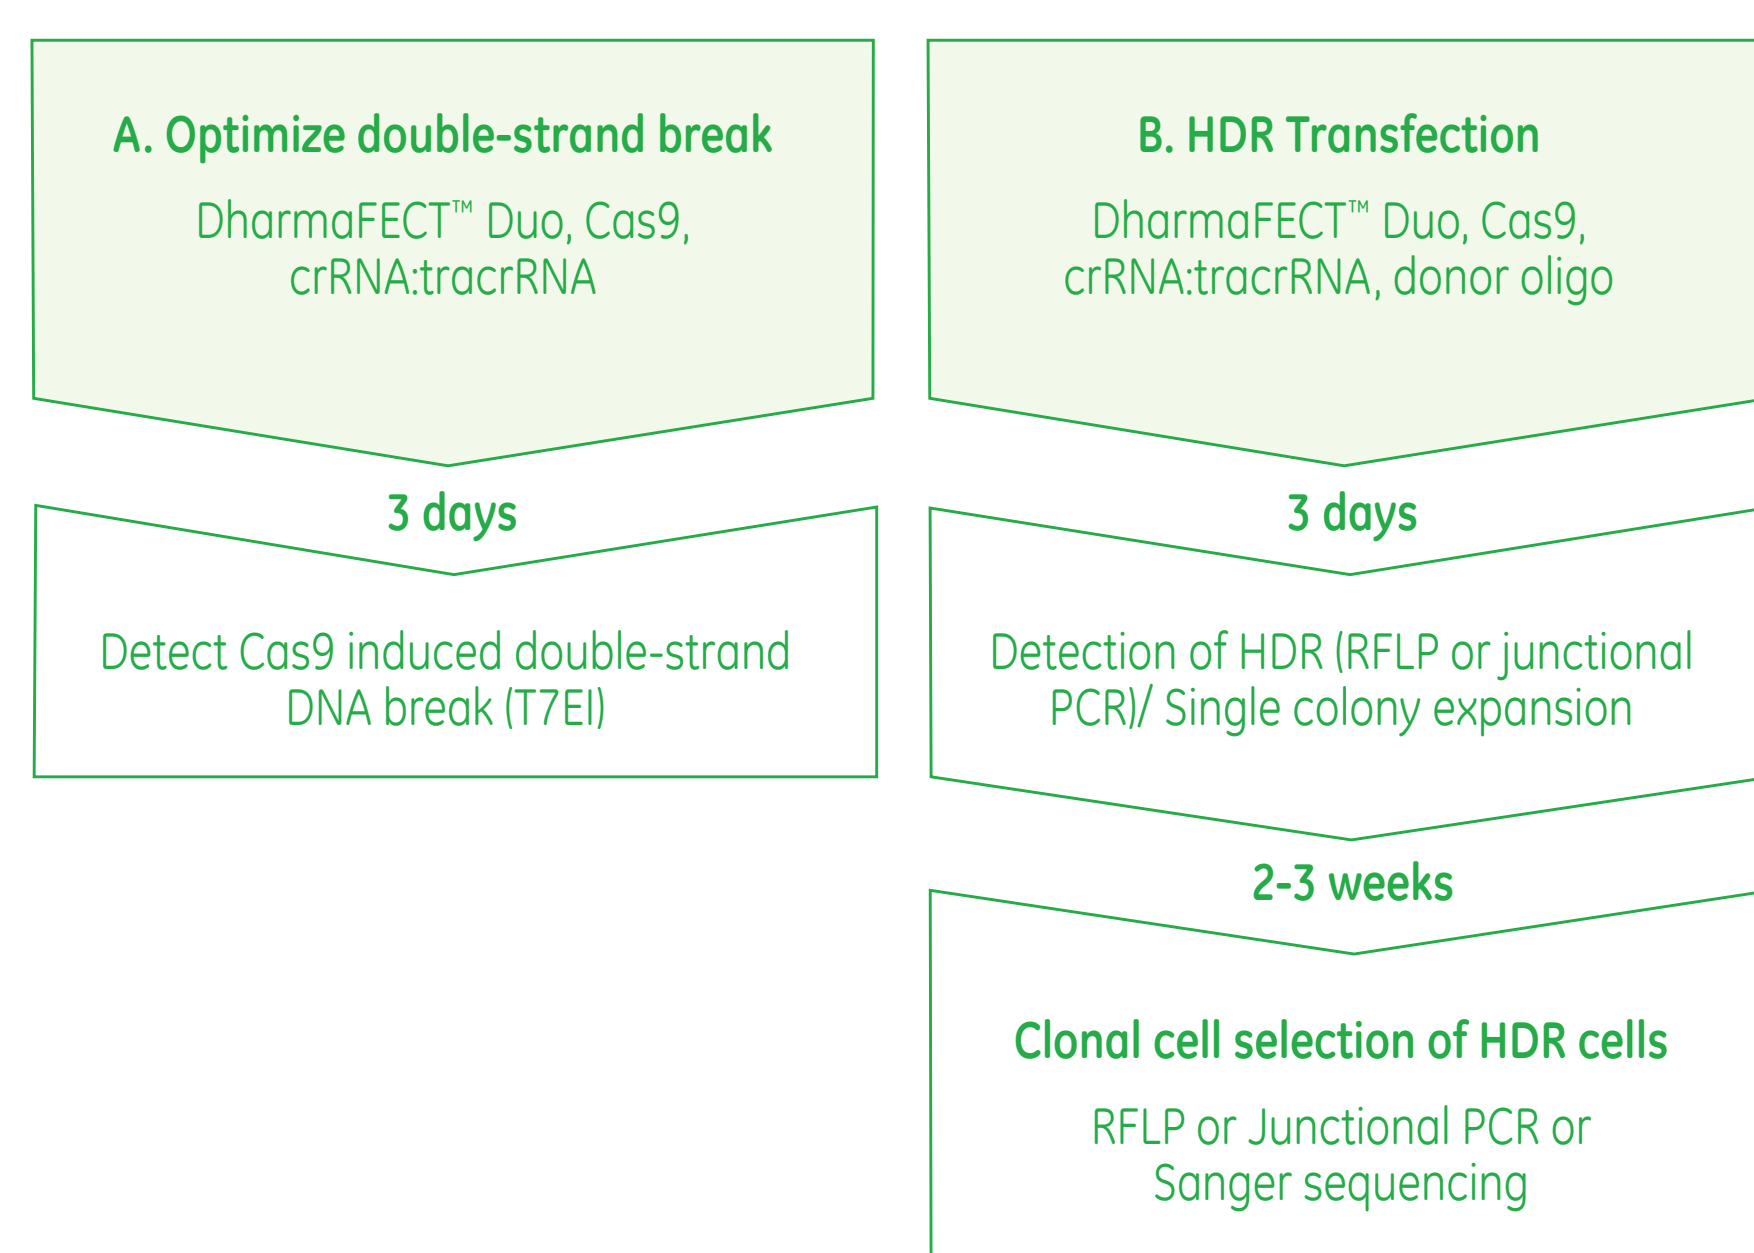 A. Optimize double-strand break
DharmaFECT™ Duo, Cas9,
crRNA:tracrRNA
3 days
Detect Cas9 induced double-strand
DNA break (T7EI)
B. HDR Transfection
DharmaFECT™ Duo, Cas9,
crRNA:tracrRNA, donor oligo
3 days
Detection of HDR (RFLP or junctional
PCR)/ Single colony expansion
2-3 weeks
Clonal cell selection of HDR cells
RFLP or Junctional PCR or
Sanger sequencing